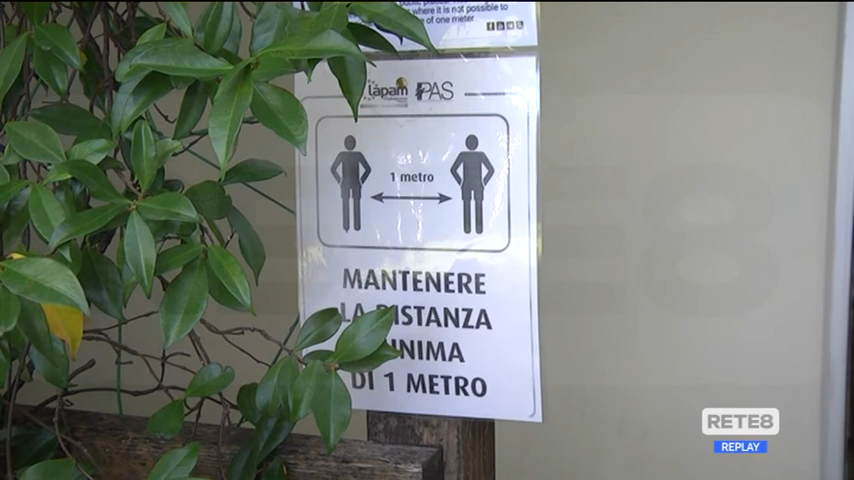 where it is not possible to
of one meter
lapam PAS
1 metro
MANTENERE
LA DISTANZA
DI 1 METRO
RETE8
REPLAY